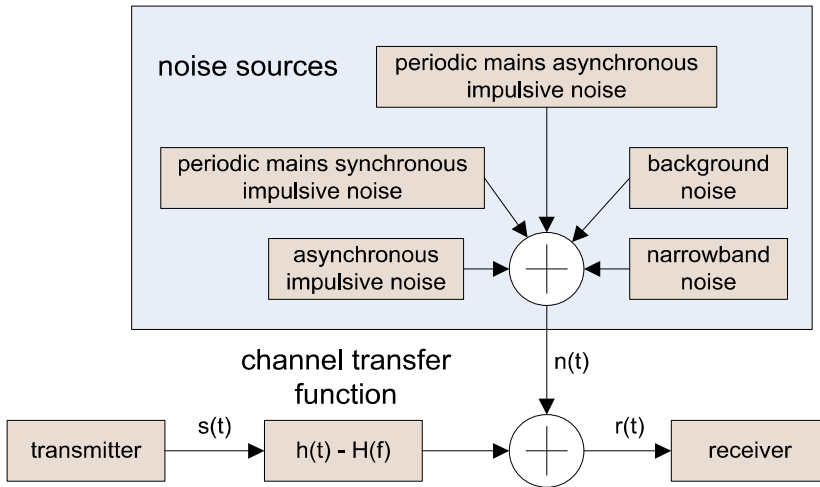 noise sources
periodic mains asynchronous
impulsive noise
periodic mains synchronous
impulsive noise
background
noise
asynchronous
impulsive noise
narrowband
noise
channel transfer
function
n(t)
transmitter
s(t)
h(t) - H(f)
r(t)
receiver